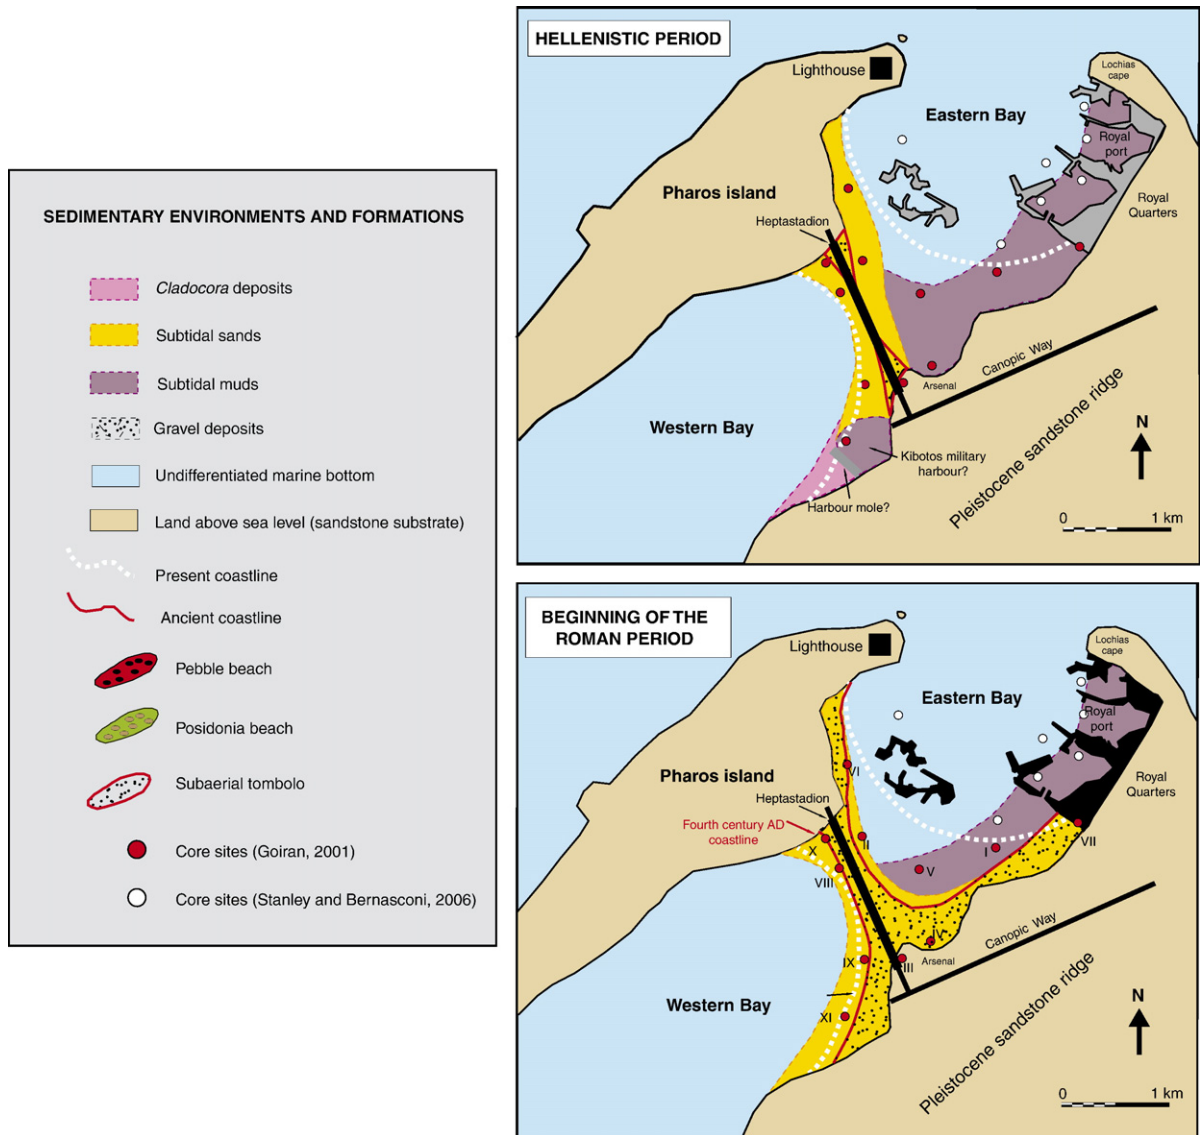 SEDIMENTARY ENVIRONMENTS AND FORMATIONS
Cladocora deposits
Subtidal sands
Subtidal muds
Gravel deposits
Undifferentiated marine bottom
Land above sea level (sandstone substrate)
Present coastline
Ancient coastline
Pebble beach
Posidonia beach
Subaerial tombolo
Core sites (Goiran, 2001)
Core sites (Stanley and Bernasconi, 2006)
HELLENISTIC PERIOD
Lighthouse
Lochias
cape
Eastern Bay
Royal
port
Pharos island
Royal
Quarters
Heptastadion
Canopic Way
Arsenal
Western Bay
Kibotos military
harbour?
Harbour mole?
Pleistocene sandstone ridge
N
0 1 km
BEGINNING OF THE
ROMAN PERIOD
Lighthouse
Lochias
cape
Eastern Bay
Royal
port
Pharos island
VI
Royal
Quarters
Heptastadion
Fourth century AD
coastline
X
II
I
VII
VIII
V
IV
Canopic Way
Arsenal
IX
III
Western Bay
XI
Pleistocene sandstone ridge
N
0 1 km